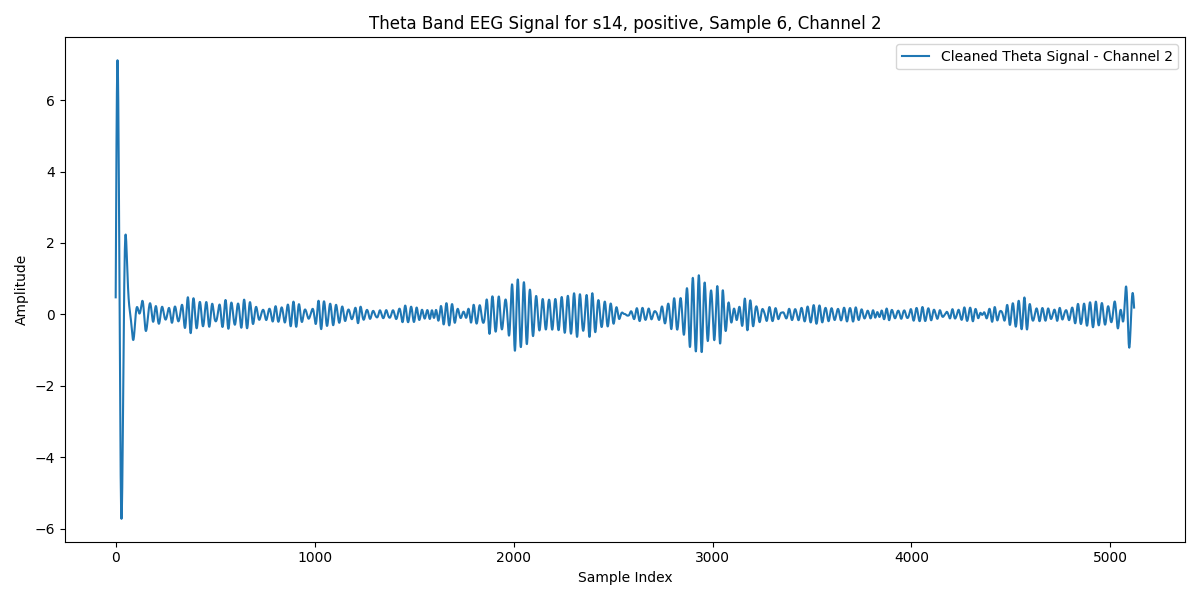 Theta Band EEG Signal for s14, positive, Sample 6, Channel 2
Cleaned Theta Signal - Channel 2
Amplitude
6
4
2
0
−2
−4
−6
0 1000 2000 3000 4000 5000
Sample Index